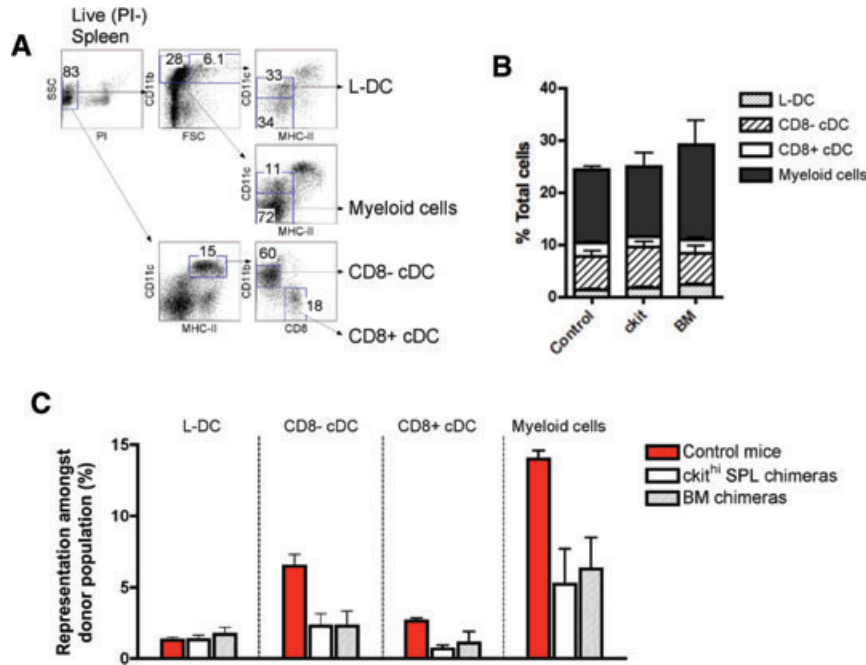 A
Live (PI-)
Spleen
83
SSC
PI
28
6.1
CD11b
FSC
33
34
CD11c
MHC-II
L-DC
11
72
CD11c
MHC-II
Myeloid cells
15
CD11c
MHC-II
60
18
CD11b
CD8
CD8- cDC
CD8+ cDC
B
% Total cells
40
30
20
10
0
Control
ckit
BM
L-DC
CD8- cDC
CD8+ cDC
Myeloid cells
C
L-DC CD8- cDC CD8+ cDC Myeloid cells
Representation amongst
donor population (%)
15
10
5
0
Control mice
ckit^hi SPL chimeras
BM chimeras